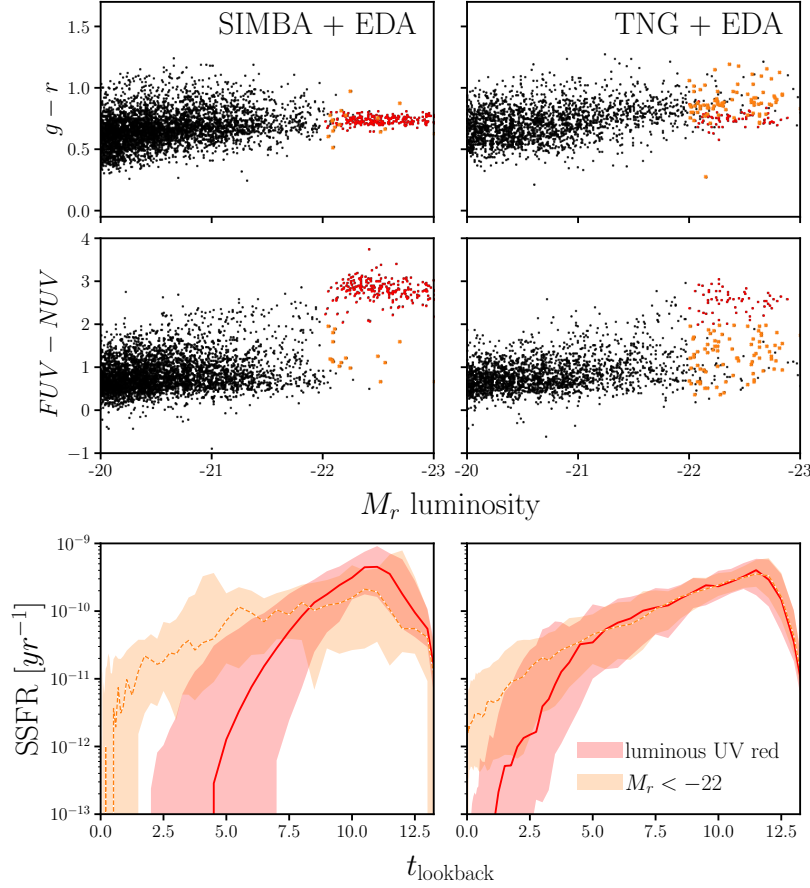 SIMBA + EDA
TNG + EDA
g − r
1.5
1.0
0.5
0.0
FUV − NUV
4
3
2
1
0
−1
-20 -21 -22 -23
-20 -21 -22 -23
M_r luminosity
SSFR [yr⁻¹]
10⁻⁹
10⁻¹⁰
10⁻¹¹
10⁻¹²
10⁻¹³
luminous UV red
M_r < −22
0.0 2.5 5.0 7.5 10.0 12.5
0.0 2.5 5.0 7.5 10.0 12.5
t_lookback